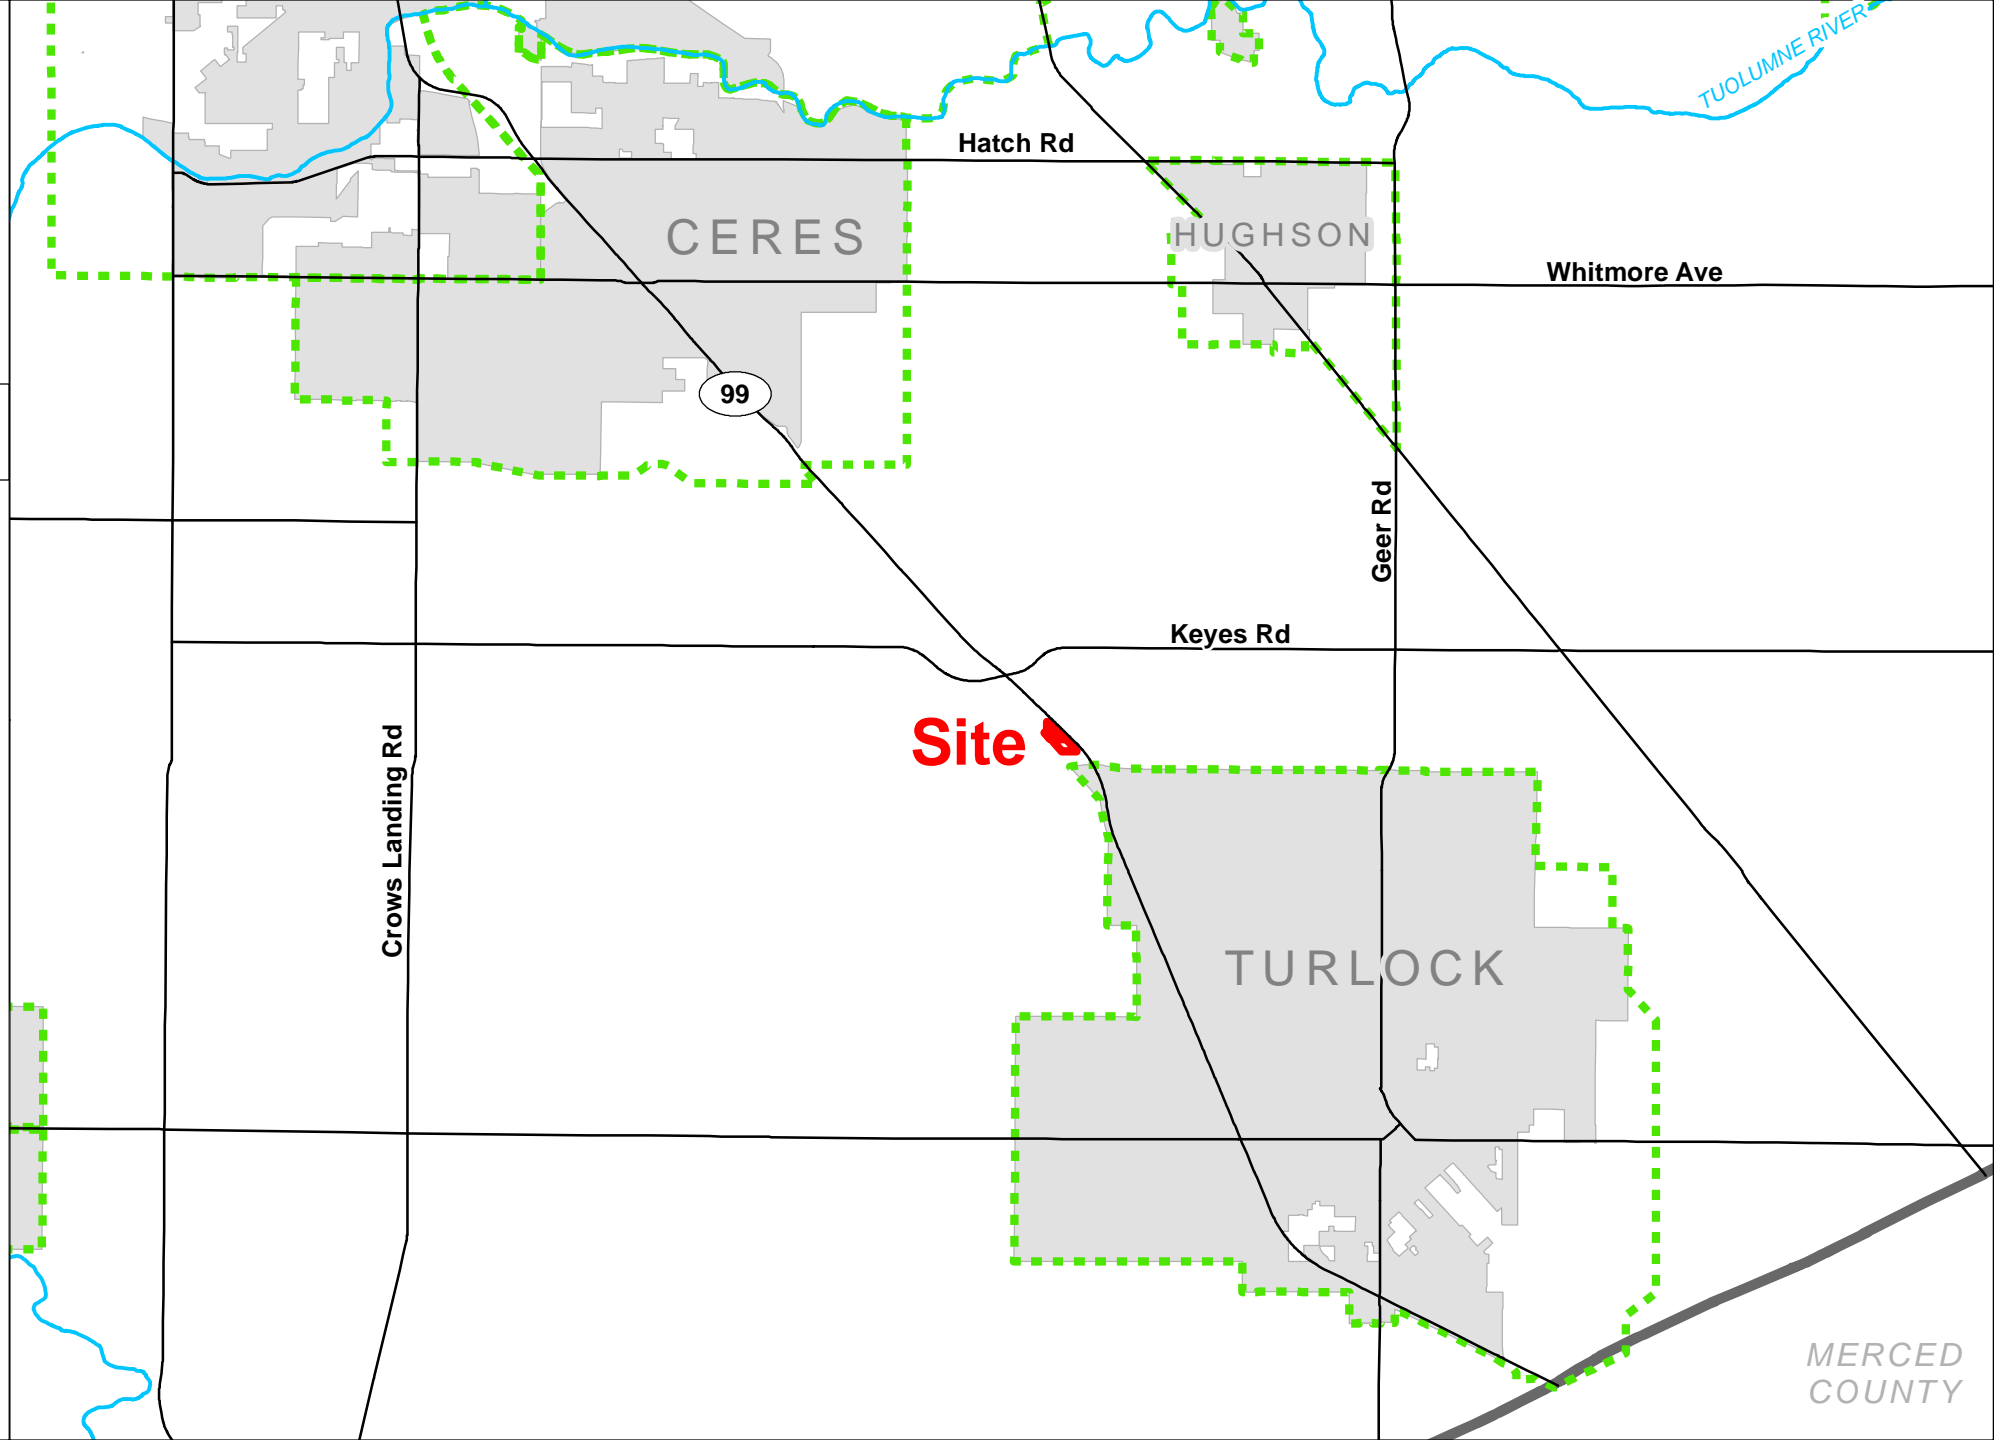 TUOLUMNE RIVER
Hatch Rd
CERES
HUGHSON
Whitmore Ave
99
Geer Rd
Keyes Rd
Site
Crows Landing Rd
TURLOCK
MERCED
COUNTY